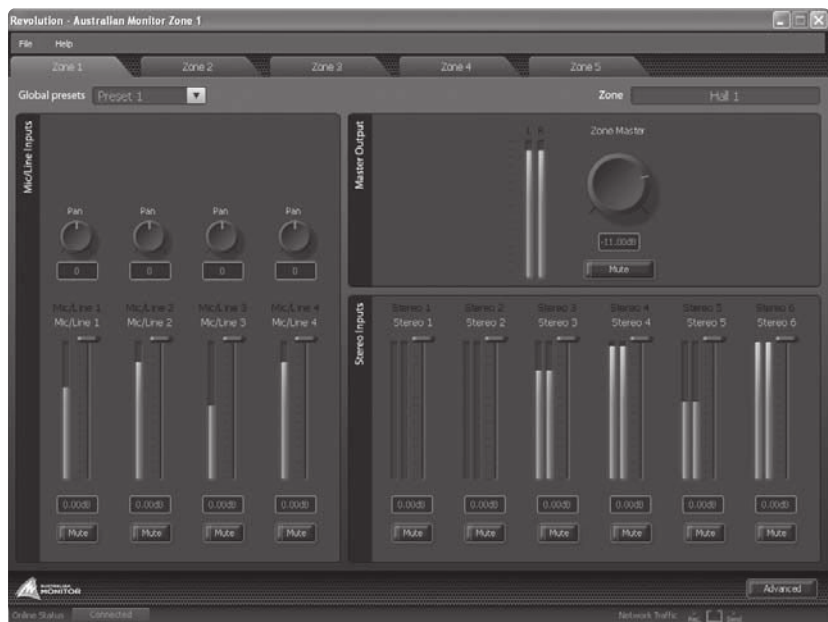 Revolution - Australian Monitor Zone 1
File Help
Zone 1 Zone 2 Zone 3 Zone 4 Zone 5
Global presets Preset-1 Zone Hall 1
Mic/Line Inputs
Pan Pan Pan Pan
0 0 0 0
Mic/Line 1 Mic/Line 2 Mic/Line 3 Mic/Line 4
Mic/Line 1 Mic/Line 2 Mic/Line 3 Mic/Line 4
0.00dB 0.00dB 0.00dB 0.00dB
Mute Mute Mute Mute
Master Output
L R
Zone Master
-11.00dB
Mute
Stereo Inputs
Stereo 1 Stereo 2 Stereo 3 Stereo 4 Stereo 5 Stereo 6
Stereo 1 Stereo 2 Stereo 3 Stereo 4 Stereo 5 Stereo 6
0.00dB 0.00dB 0.00dB 0.00dB 0.00dB 0.00dB
Mute Mute Mute Mute Mute Mute
AUSTRALIAN
MONITOR
Advanced
Online Status Connected Network Traffic